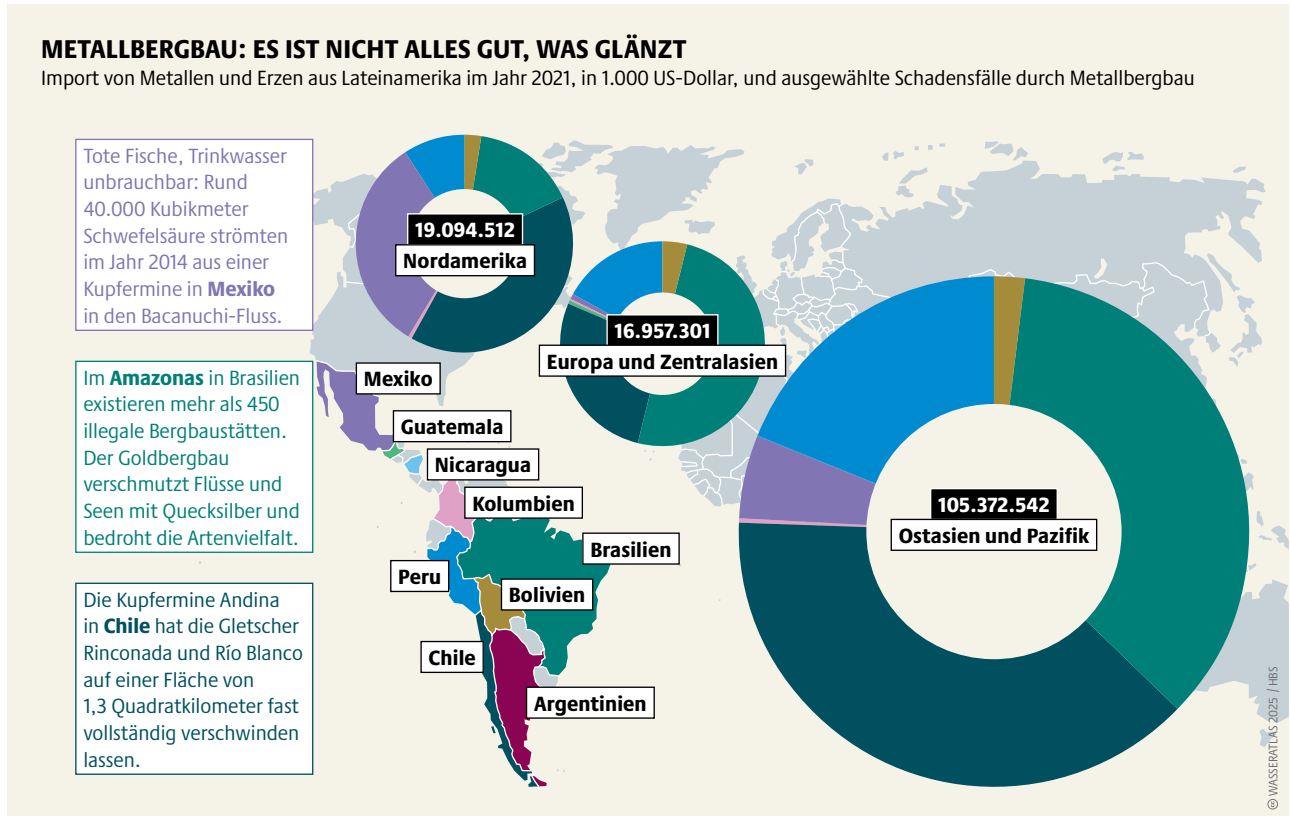 METALLBERGBAU: ES IST NICHT ALLES GUT, WAS GLÄNZT
Import von Metallen und Erzen aus Lateinamerika im Jahr 2021, in 1.000 US-Dollar, und ausgewählte Schadensfälle durch Metallbergbau
Tote Fische, Trinkwasser
unbrauchbar: Rund
40.000 Kubikmeter
Schwefelsäure strömten
im Jahr 2014 aus einer
Kupfermine in Mexiko
in den Bacanuchi-Fluss.
Im Amazonas in Brasilien
existieren mehr als 450
illegale Bergbaustätten.
Der Goldbergbau
verschmutzt Flüsse und
Seen mit Quecksilber und
bedroht die Artenvielfalt.
Die Kupfermine Andina
in Chile hat die Gletscher
Rinconada und Río Blanco
auf einer Fläche von
1,3 Quadratkilometer fast
vollständig verschwinden
lassen.
19.094.512
Nordamerika
16.957.301
Europa und Zentralasien
105.372.542
Ostasien und Pazifik
Mexiko
Guatemala
Nicaragua
Kolumbien
Brasilien
Peru
Bolivien
Chile
Argentinien
WASSERATLAS 2025 / HBS